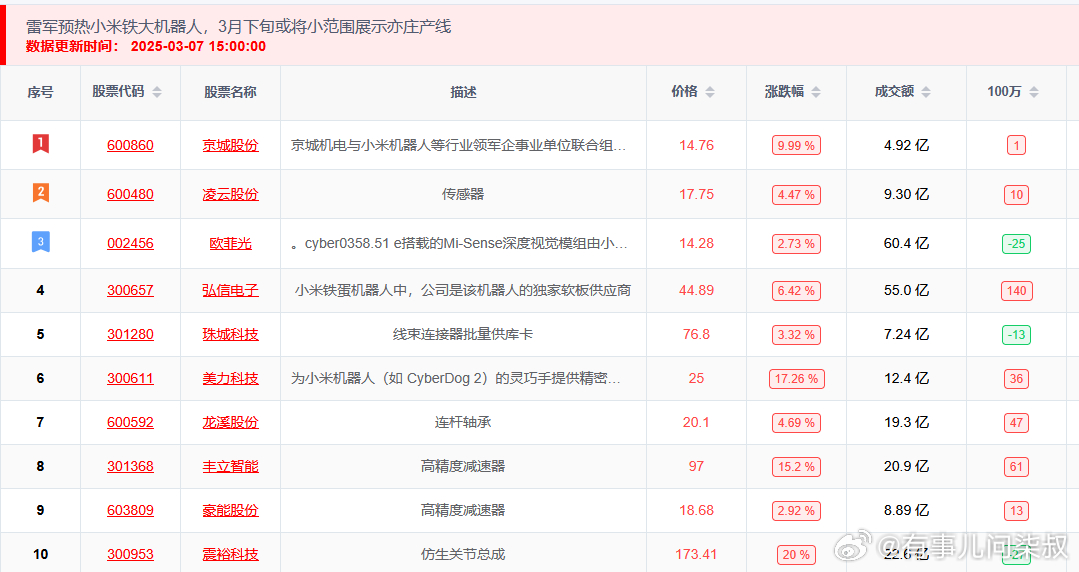 雷军预热小米铁大机器人，3月下旬或将小范围展示亦庄产线
数据更新时间： 2025-03-07 15:00:00
序号 股票代码 股票名称 描述 价格 涨跌幅 成交额 100万
1 600860 京城股份 京城机电与小米机器人等行业领军企事业单位联合组… 14.76 9.99 % 4.92 亿 1
2 600480 凌云股份 传感器 17.75 4.47 % 9.30 亿 10
3 002456 欧菲光 。cyber0358.51 e搭载的Mi-Sense深度视觉模组由小… 14.28 2.73 % 60.4 亿 -25
4 300657 弘信电子 小米铁蛋机器人中，公司是该机器人的独家软板供应商 44.89 6.42 % 55.0 亿 140
5 301280 珠城科技 线束连接器批量供库卡 76.8 3.32 % 7.24 亿 -13
6 300611 美力科技 为小米机器人（如 CyberDog 2）的灵巧手提供精密… 25 17.26 % 12.4 亿 36
7 600592 龙溪股份 连杆轴承 20.1 4.69 % 19.3 亿 47
8 301368 丰立智能 高精度减速器 97 15.2 % 20.9 亿 61
9 603809 豪能股份 高精度减速器 18.68 2.92 % 8.89 亿 13
10 300953 震裕科技 仿生关节总成 173.41 20 % 22.6 亿
@有事儿问柒叔